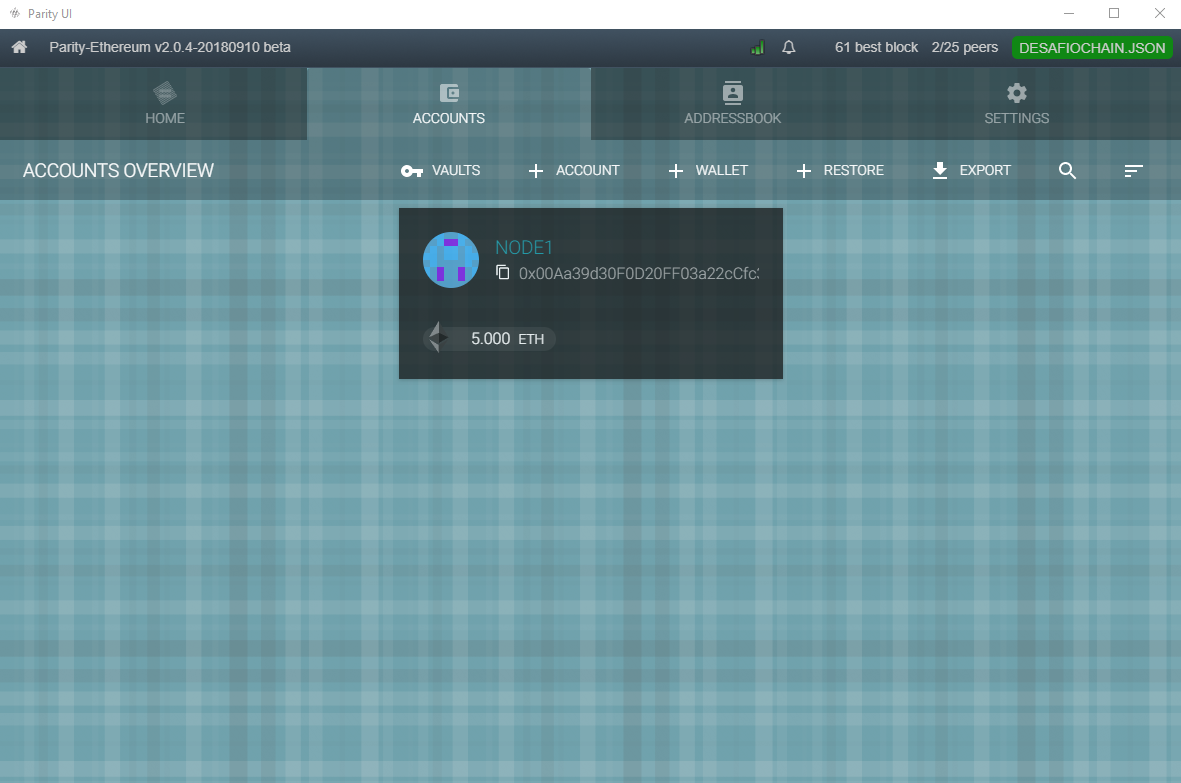 Parity UI
Parity-Ethereum v2.0.4-20180910 beta
61 best block 2/25 peers DESAFIOCHAIN.JSON
HOME ACCOUNTS ADDRESSBOOK SETTINGS
ACCOUNTS OVERVIEW VAULTS ACCOUNT WALLET RESTORE EXPORT
NODE1
0x00Aa39d30F0D20FF03a22cCfc
5.000 ETH